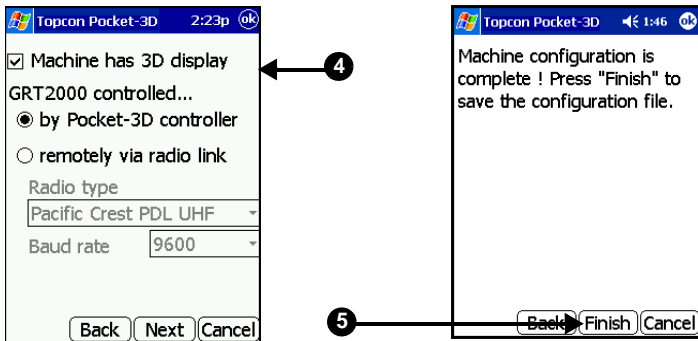 Topcon Pocket-3D 2:23p ok
Machine has 3D display
GRT2000 controlled...
by Pocket-3D controller
remotely via radio link
Radio type
Pacific Crest PDL UHF
Baud rate 9600
Back Next Cancel
4
Topcon Pocket-3D 1:46 ok
Machine configuration is
complete ! Press "Finish" to
save the configuration file.
5
Back Finish Cancel